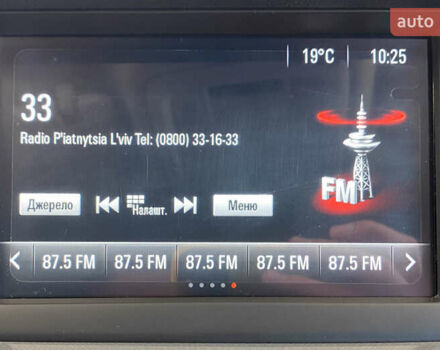 auto
19°C 10:25
33
Radio P'iatnytsia L'viv Tel: (0800) 33-16-33
FM
Джерело Налашт. Меню
87.5 FM 87.5 FM 87.5 FM 87.5 FM 87.5 FM